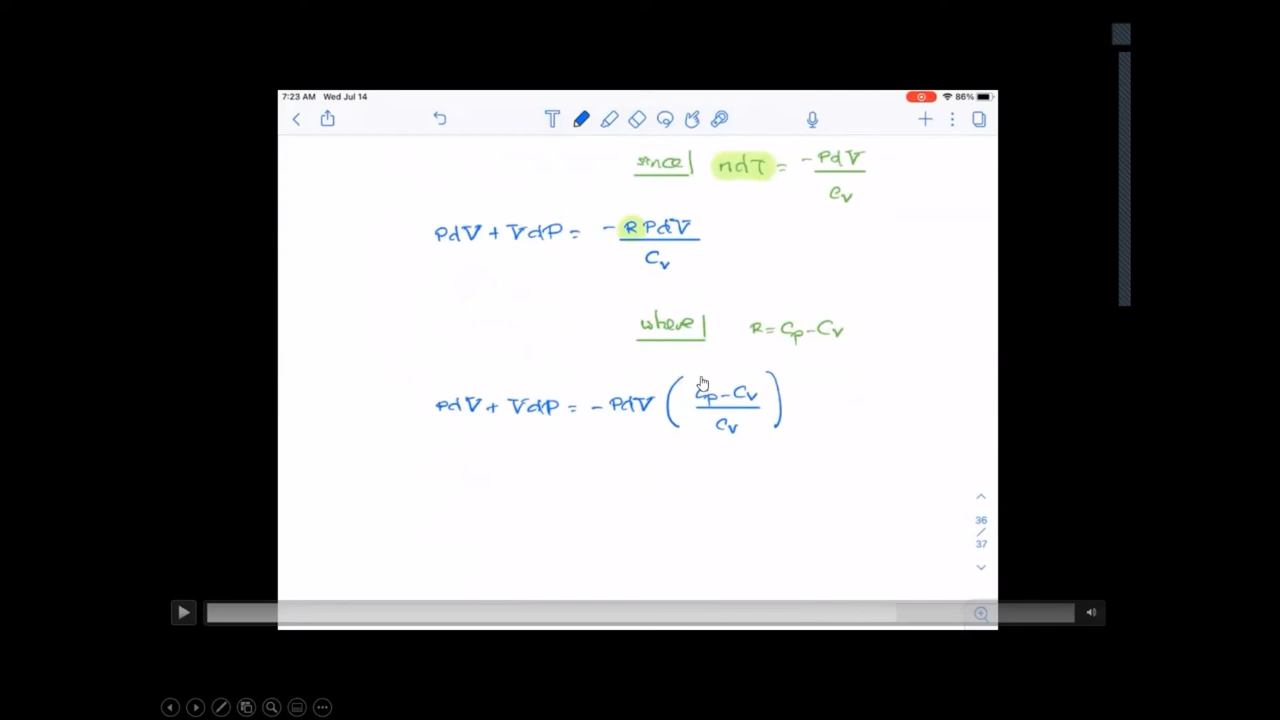 7:23 AM Wed Jul 14 86%
since| ndT = -PdV / Cv
PdV + VdP = - R PdV / Cv
where| R = Cp - Cv
PdV + VdP = - PdV ( Cp - Cv / Cv )
36
/
37